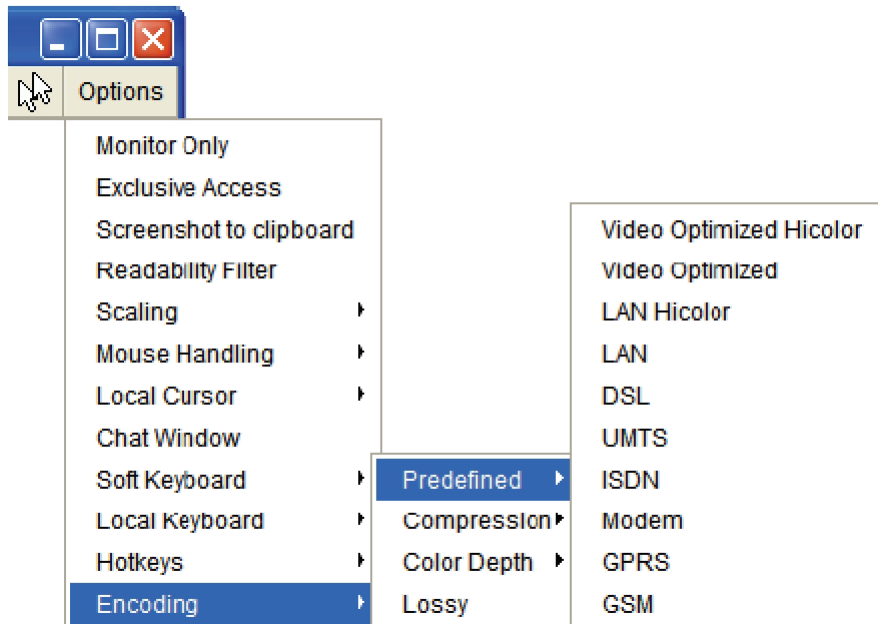 Options
Monitor Only
Exclusive Access
Screenshot to clipboard
Readability Filter
Scaling
Mouse Handling
Local Cursor
Chat Window
Soft Keyboard
Local Keyboard
Hotkeys
Encoding
Predefined
Compression
Color Depth
Lossy
Video Optimized Hicolor
Video Optimized
LAN Hicolor
LAN
DSL
UMTS
ISDN
Modem
GPRS
GSM